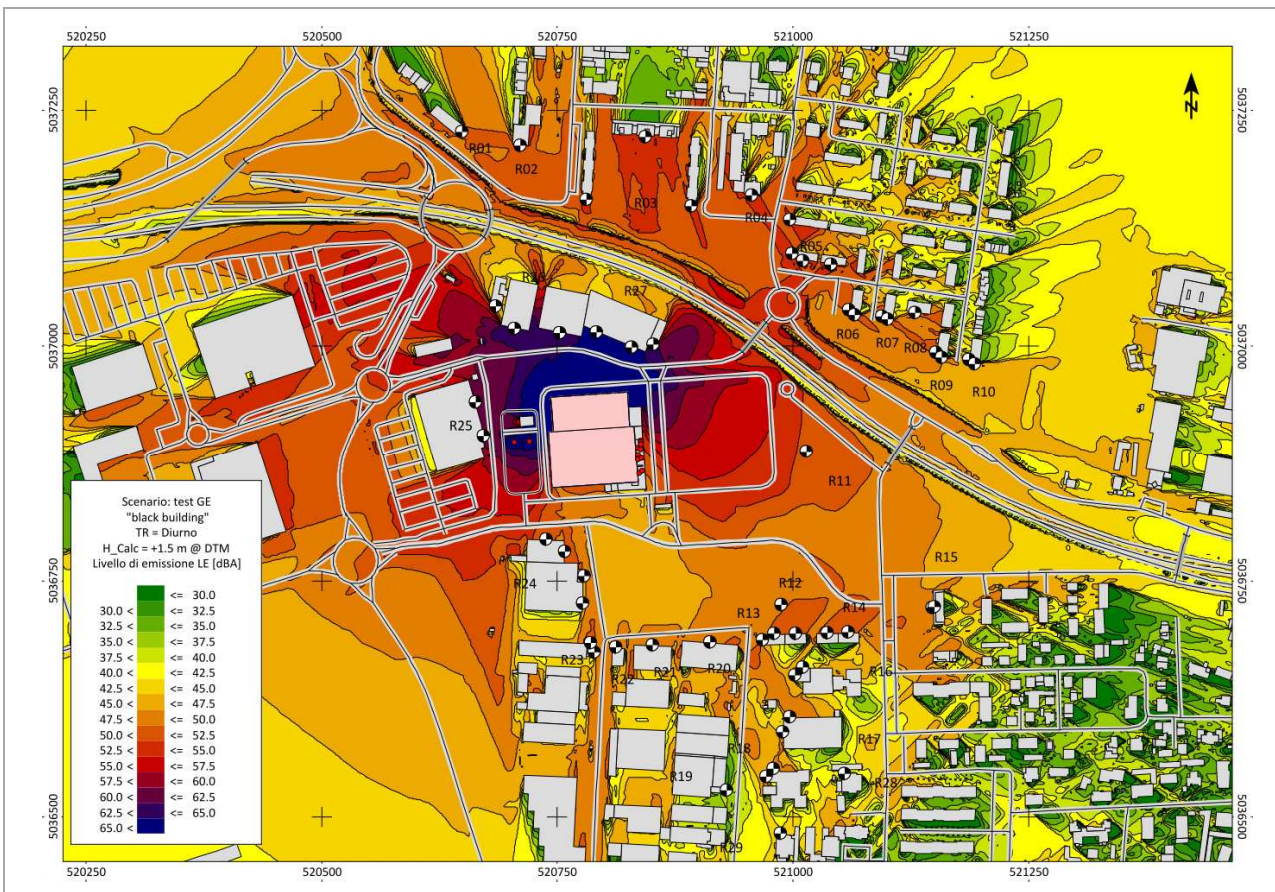 520250 520500 520750 521000 521250
5037250 5037250
N
R01
R02
R03
R04
R05
R26
R27
5037000 5037000
R06
R07
R08
R09
R10
R25
R11
Scenario: test GE
"black building"
TR = Diurno
H_Calc = +1.5 m @ DTM
Livello di emissione LE [dBA]
<= 30.0
30.0 < <= 32.5
32.5 < <= 35.0
35.0 < <= 37.5
37.5 < <= 40.0
40.0 < <= 42.5
42.5 < <= 45.0
45.0 < <= 47.5
47.5 < <= 50.0
50.0 < <= 52.5
52.5 < <= 55.0
55.0 < <= 57.5
57.5 < <= 60.0
60.0 < <= 62.5
62.5 < <= 65.0
65.0 <
R15
5036750 5036750
R24
R12
R13
R14
R23
R22
R21
R20
R16
R18
R17
R19
R28
5036500 5036500
R29
520250 520500 520750 521000 521250